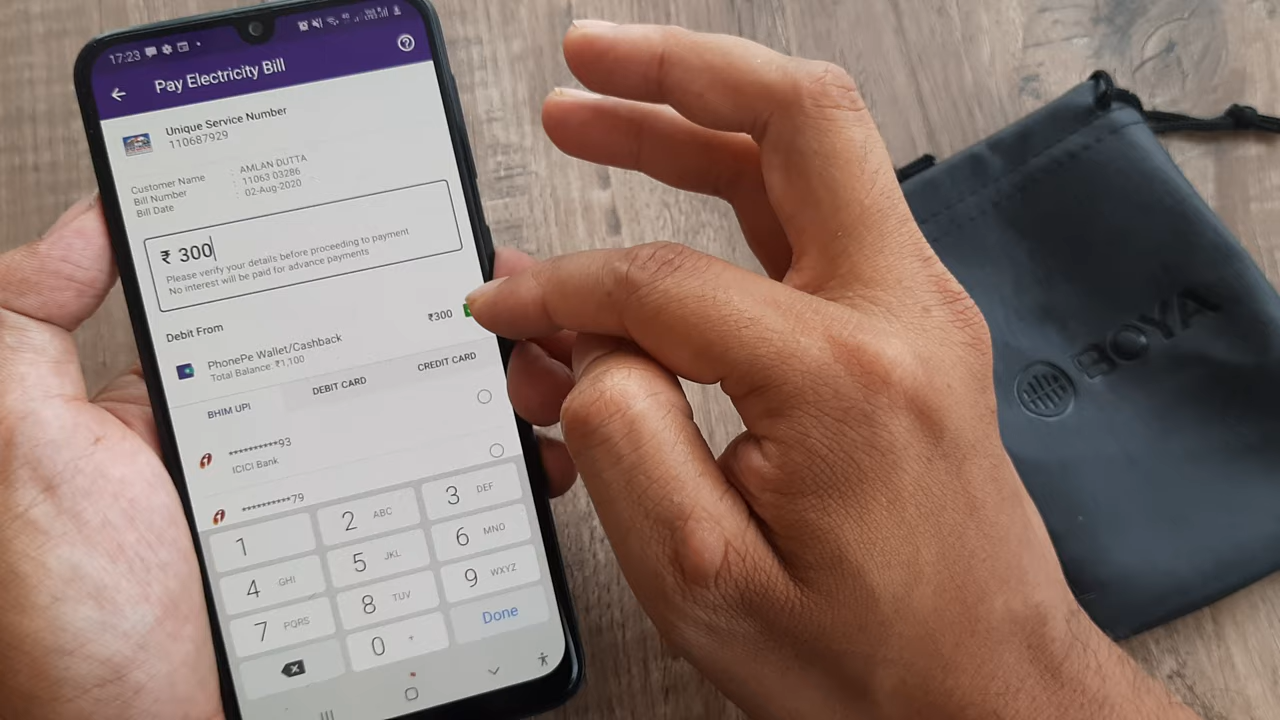 17:23
Pay Electricity Bill
Unique Service Number
110687929
Customer Name : AMLAN DUTTA
Bill Number : 11063 03286
Bill Date : 02-Aug-2020
₹ 300
Please verify your details before proceeding to payment
No interest will be paid for advance payments
Debit From
PhonePe Wallet/Cashback ₹300
Total Balance: ₹1,100
BHIM UPI DEBIT CARD CREDIT CARD
**********93
ICICI Bank
**********79
1 2 ABC 3 DEF
4 GHI 5 JKL 6 MNO
7 PQRS 8 TUV 9 WXYZ
0 + Done
BOYA